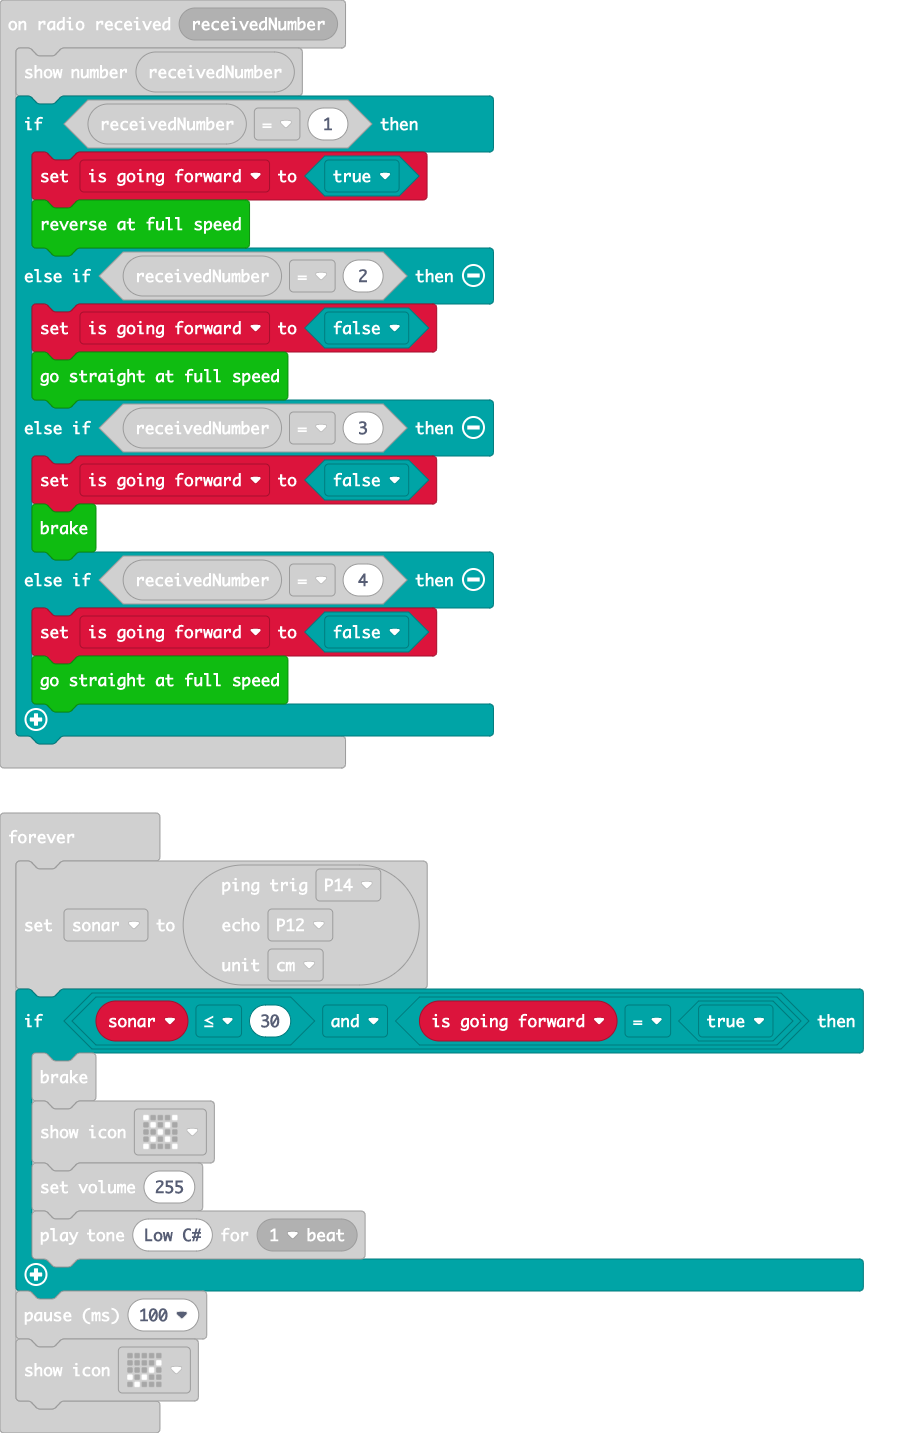 on radio received receivedNumber
show number receivedNumber
if receivedNumber = 1 then
set is going forward to true
reverse at full speed
else if receivedNumber = 2 then
set is going forward to false
go straight at full speed
else if receivedNumber = 3 then
set is going forward to false
brake
else if receivedNumber = 4 then
set is going forward to false
go straight at full speed
forever
ping trig P14
set sonar to echo P12
unit cm
if sonar ≤ 30 and is going forward = true then
brake
show icon
set volume 255
play tone Low C# for 1 beat
pause (ms) 100
show icon